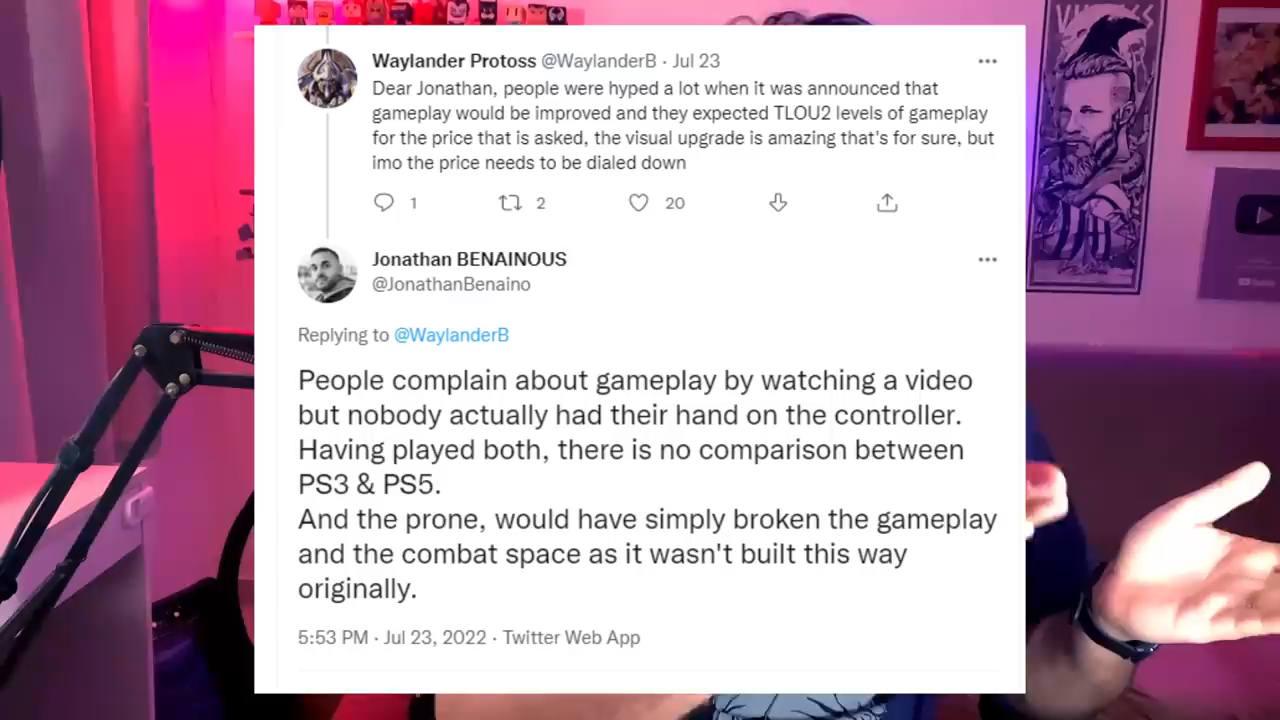 Waylander Protoss @WaylanderB · Jul 23
Dear Jonathan, people were hyped a lot when it was announced that
gameplay would be improved and they expected TLOU2 levels of gameplay
for the price that is asked, the visual upgrade is amazing that's for sure, but
imo the price needs to be dialed down
1 2 20
Jonathan BENAINOUS
@JonathanBenaino
Replying to @WaylanderB
People complain about gameplay by watching a video
but nobody actually had their hand on the controller.
Having played both, there is no comparison between
PS3 & PS5.
And the prone, would have simply broken the gameplay
and the combat space as it wasn't built this way
originally.
5:53 PM · Jul 23, 2022 · Twitter Web App